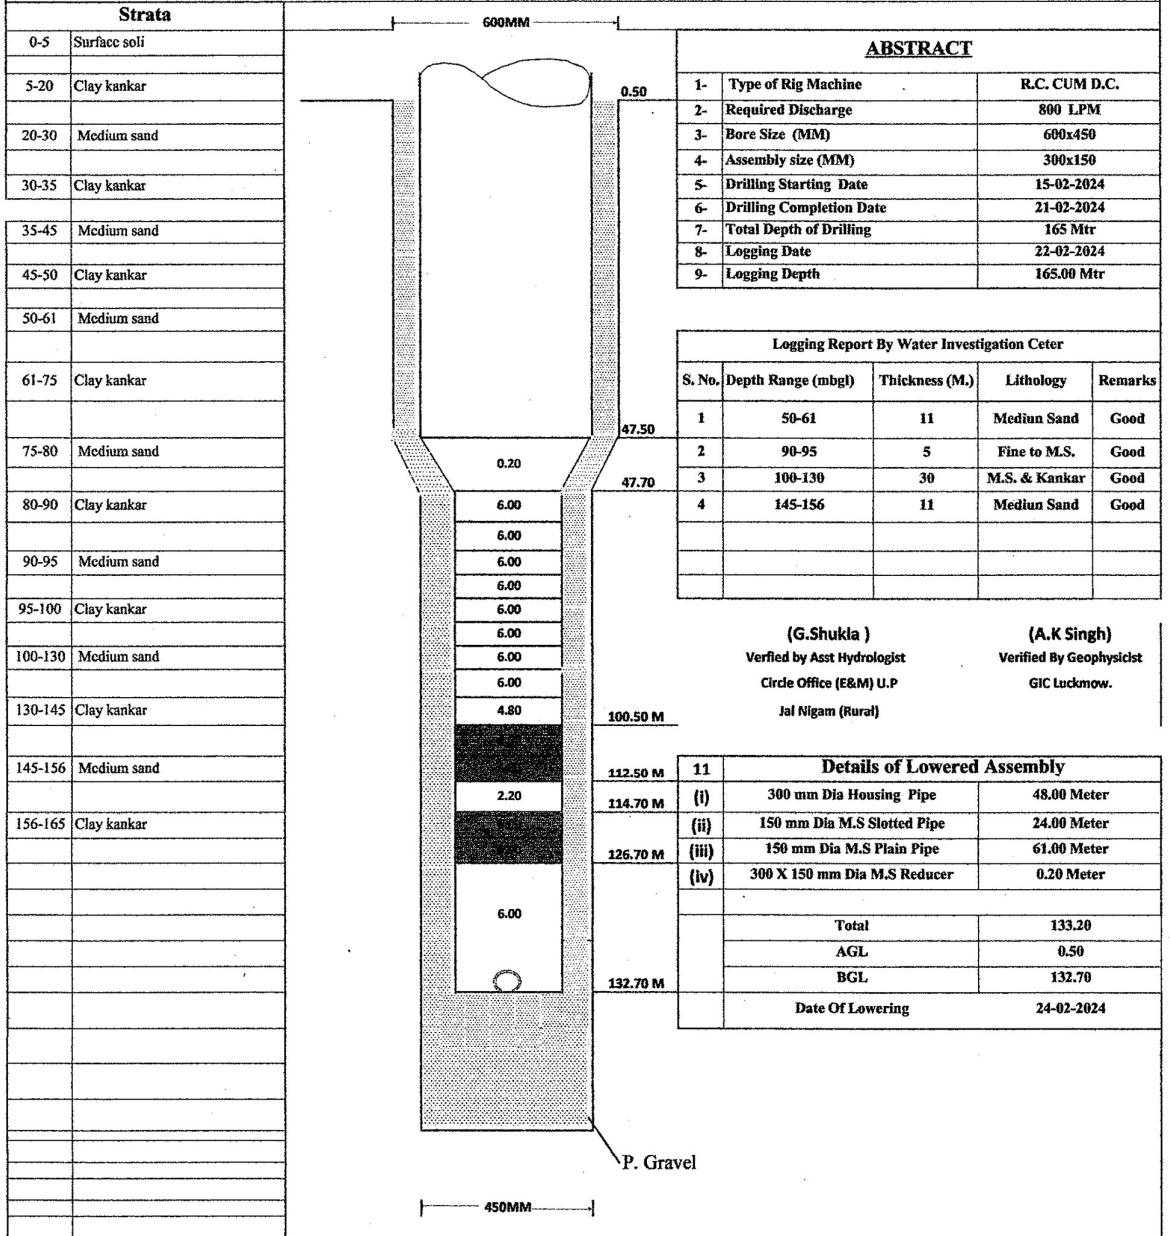 Strata
0-5 Surface soli
5-20 Clay kankar
20-30 Medium sand
30-35 Clay kankar
35-45 Medium sand
45-50 Clay kankar
50-61 Medium sand
61-75 Clay kankar
75-80 Medium sand
80-90 Clay kankar
90-95 Medium sand
95-100 Clay kankar
100-130 Medium sand
130-145 Clay kankar
145-156 Medium sand
156-165 Clay kankar
600MM
0.50
47.50
0.20
47.70
6.00
6.00
6.00
6.00
6.00
6.00
6.00
6.00
4.80
100.50 M
112.50 M
2.20
114.70 M
126.70 M
6.00
132.70 M
P. Gravel
450MM
ABSTRACT
1- Type of Rig Machine R.C. CUM D.C.
2- Required Discharge 800 LPM
3- Bore Size (MM) 600x450
4- Assembly size (MM) 300x150
5- Drilling Starting Date 15-02-2024
6- Drilling Completion Date 21-02-2024
7- Total Depth of Drilling 165 Mtr
8- Logging Date 22-02-2024
9- Logging Depth 165.00 Mtr
Logging Report By Water Investigation Ceter
S. No. Depth Range (mbgl) Thickness (M.) Lithology Remarks
1 50-61 11 Mediun Sand Good
2 90-95 5 Fine to M.S. Good
3 100-130 30 M.S. & Kankar Good
4 145-156 11 Mediun Sand Good
(G.Shukla ) (A.K Singh)
Verfied by Asst Hydrologist Verified By Geophysicist
Circle Office (E&M) U.P GIC Luckmow.
Jal Nigam (Rural)
11 Details of Lowered Assembly
(i) 300 mm Dia Housing Pipe 48.00 Meter
(ii) 150 mm Dia M.S Slotted Pipe 24.00 Meter
(iii) 150 mm Dia M.S Plain Pipe 61.00 Meter
(iv) 300 X 150 mm Dia M.S Reducer 0.20 Meter
Total 133.20
AGL 0.50
BGL 132.70
Date Of Lowering 24-02-2024